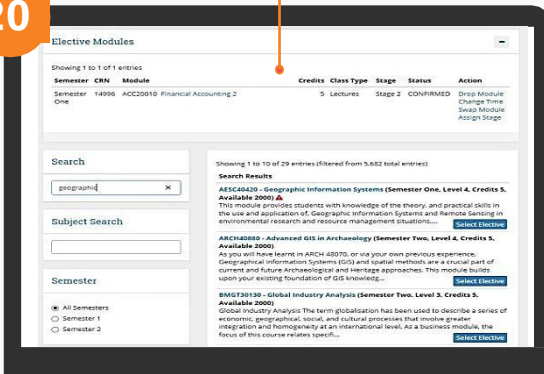 20
Elective Modules
Showing 1 to 1 of 1 entries
Semester CRN Module Credits Class Type Stage Status Action
Semester One 14996 ACC20010 Financial Accounting 2 5 Lectures Stage 2 CONFIRMED Drop Module
Change Time
Swap Module
Assign Stage
Search
geographic ×
Subject Search
Semester
All Semesters
Semester 1
Semester 2
Showing 1 to 10 of 29 entries (filtered from 5,682 total entries)
Search Results
AESC40420 - Geographic Information Systems (Semester One, Level 4, Credits 5,
Available 2000)
This module provides students with knowledge of the theory, and practical skills in
the use and application of, Geographic Information Systems and Remote Sensing in
environmental research and resource management situations....
Select Elective
ARCH40880 - Advanced GIS in Archaeology (Semester Two, Level 4, Credits 5,
Available 2000)
As you will have learnt in ARCH 48070, or via your own previous experience,
Geographical Information Systems (GIS) and spatial methods are a crucial part of
current and future Archaeological and Heritage approaches. This module builds
upon your existing foundation of GIS knowledg...
Select Elective
BMGT30130 - Global Industry Analysis (Semester Two, Level 3, Credits 5,
Available 2000)
Global Industry Analysis The term globalisation has been used to describe a series of
economic, geographical, social, and cultural processes that involve greater
integration and homogeneity at an international level. As a business module, the
focus of this course relates specifi...
Select Elective